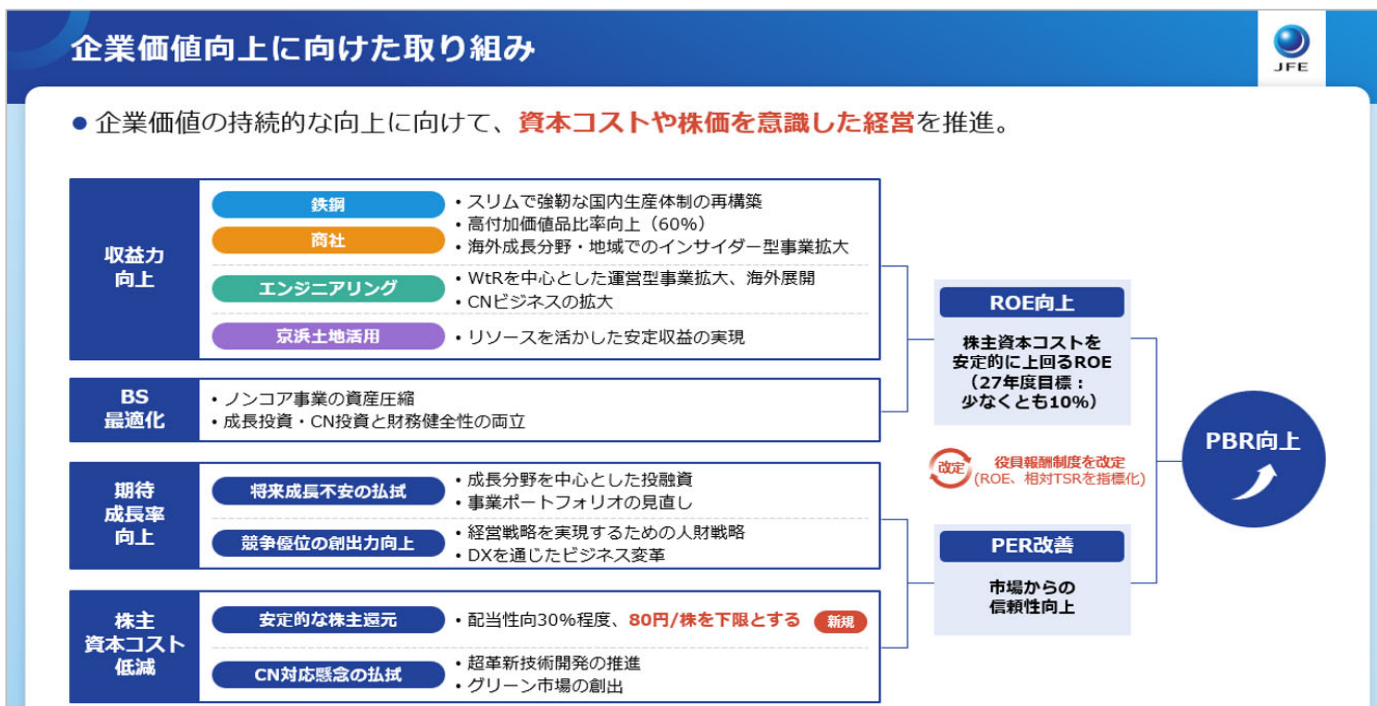 企業価値向上に向けた取り組み
JFE
● 企業価値の持続的な向上に向けて、資本コストや株価を意識した経営を推進。
収益力
向上
鉄鋼
商社
・スリムで強靭な国内生産体制の再構築
・高付加価値品比率向上（60%）
・海外成長分野・地域でのインサイダー型事業拡大
エンジニアリング
・WtRを中心とした運営型事業拡大、海外展開
・CNビジネスの拡大
京浜土地活用
・リソースを活かした安定収益の実現
BS
最適化
・ノンコア事業の資産圧縮
・成長投資・CN投資と財務健全性の両立
期待
成長率
向上
将来成長不安の払拭
・成長分野を中心とした投融資
・事業ポートフォリオの見直し
競争優位の創出力向上
・経営戦略を実現するための人財戦略
・DXを通じたビジネス変革
株主
資本コスト
低減
安定的な株主還元
・配当性向30%程度、80円/株を下限とする 新規
CN対応懸念の払拭
・超革新技術開発の推進
・グリーン市場の創出
ROE向上
株主資本コストを
安定的に上回るROE
（27年度目標：
少なくとも10%）
改定
役員報酬制度を改定
(ROE、相対TSRを指標化)
PER改善
市場からの
信頼性向上
PBR向上